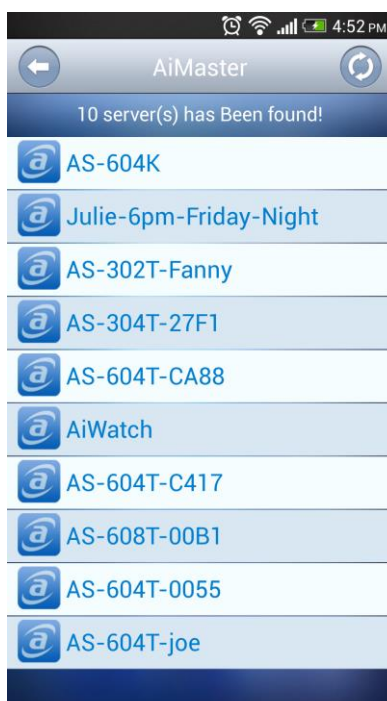 4:52 PM
AiMaster
10 server(s) has Been found!
AS-604K
Julie-6pm-Friday-Night
AS-302T-Fanny
AS-304T-27F1
AS-604T-CA88
AiWatch
AS-604T-C417
AS-608T-00B1
AS-604T-0055
AS-604T-joe